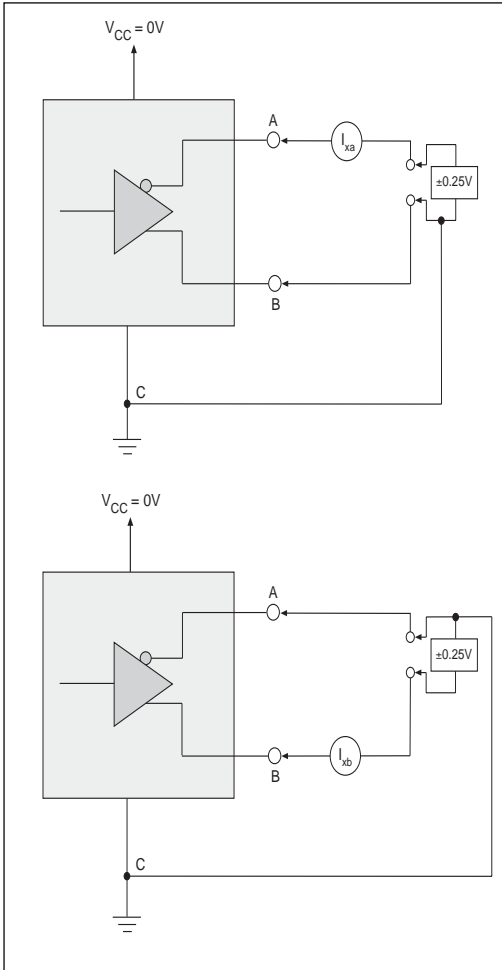 V_CC = 0V
A
I_xa
±0.25V
B
C
V_CC = 0V
A
±0.25V
I_xb
B
C